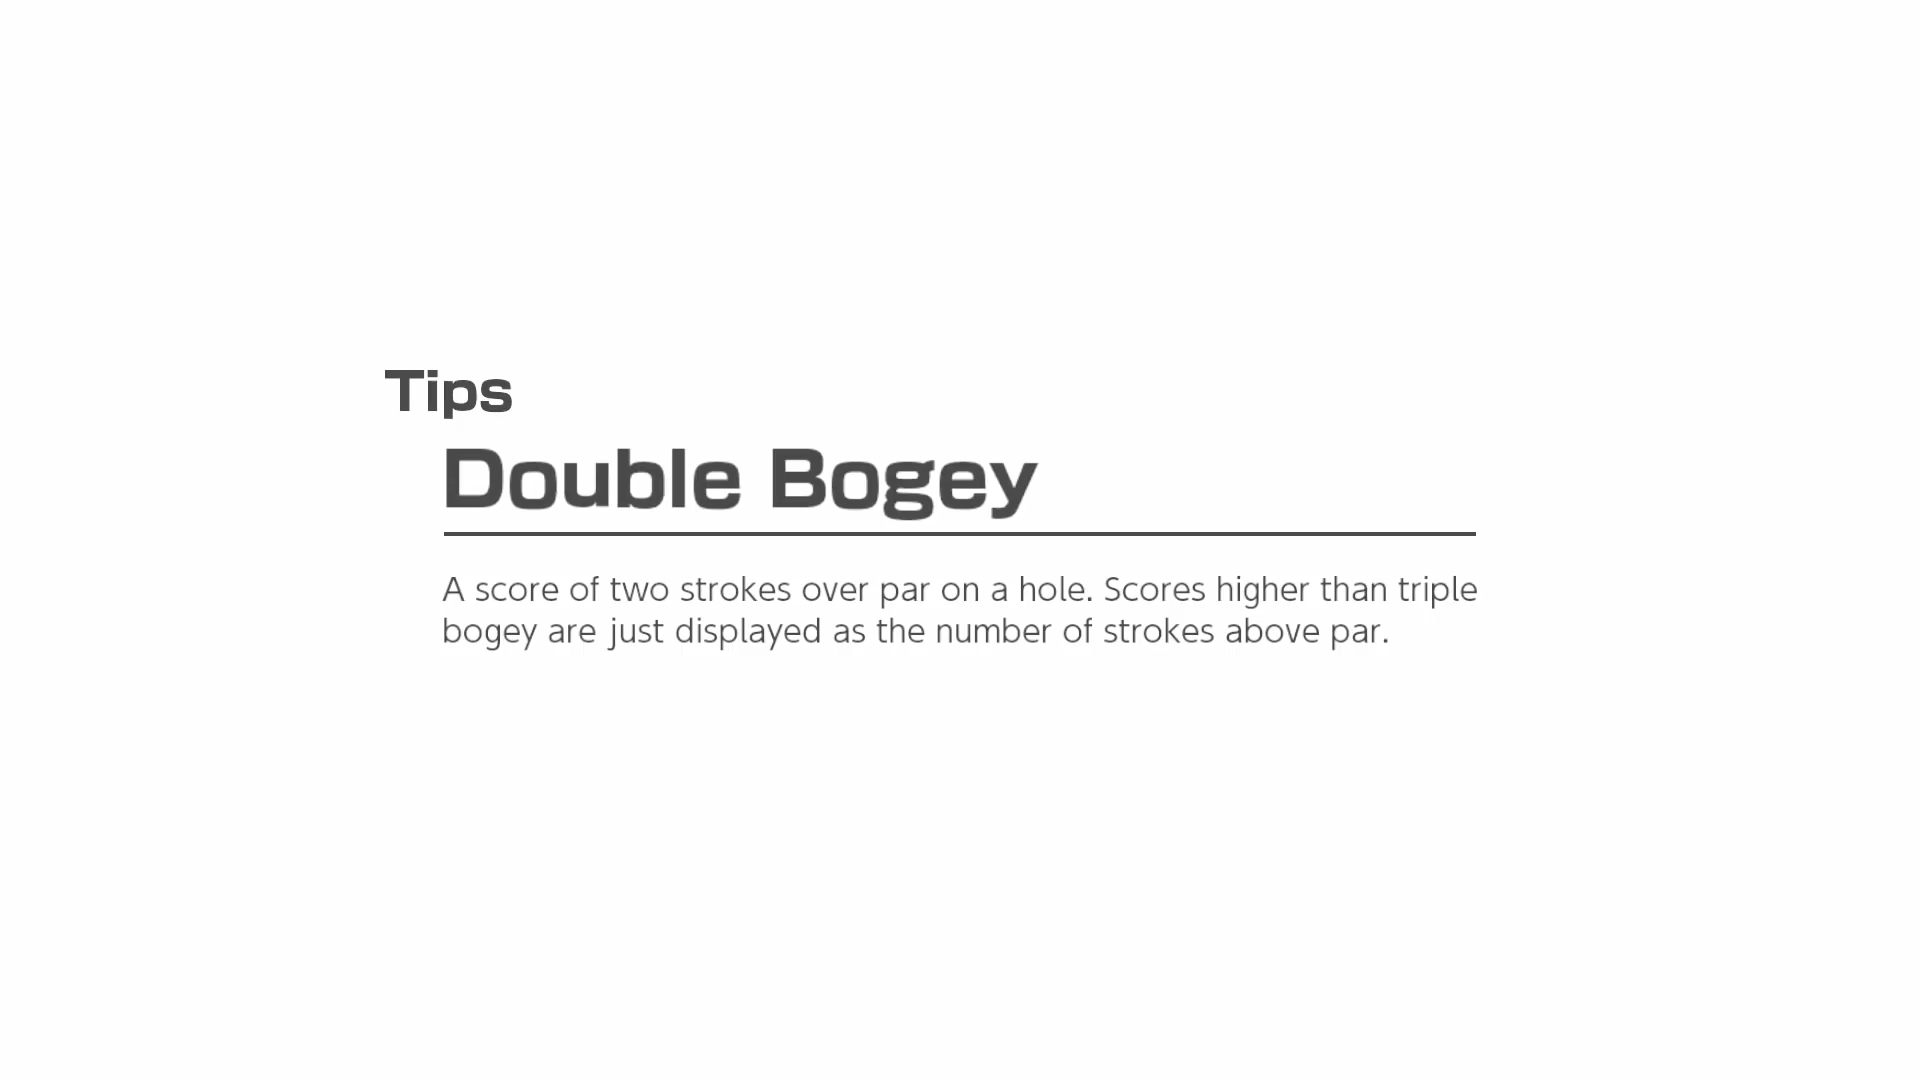 Tips
Double Bogey
A score of two strokes over par on a hole. Scores higher than triple
bogey are just displayed as the number of strokes above par.